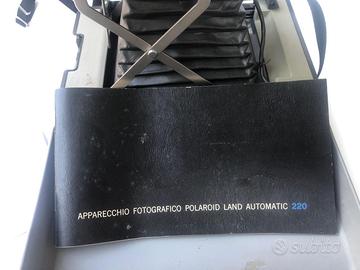 APPARECCHIO FOTOGRAFICO POLAROID LAND AUTOMATIC 220
subito